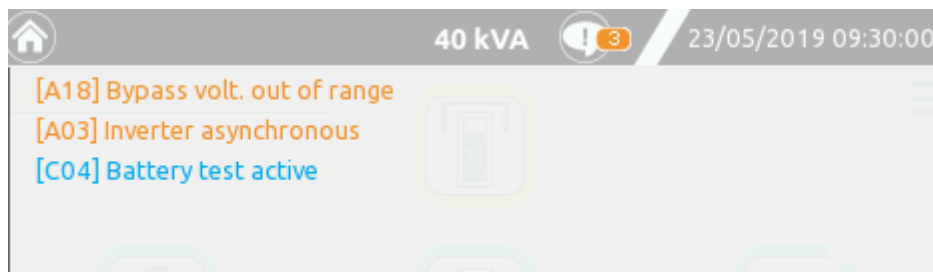 40 kVA 3 23/05/2019 09:30:00
[A18] Bypass volt. out of range
[A03] Inverter asynchronous
[C04] Battery test active